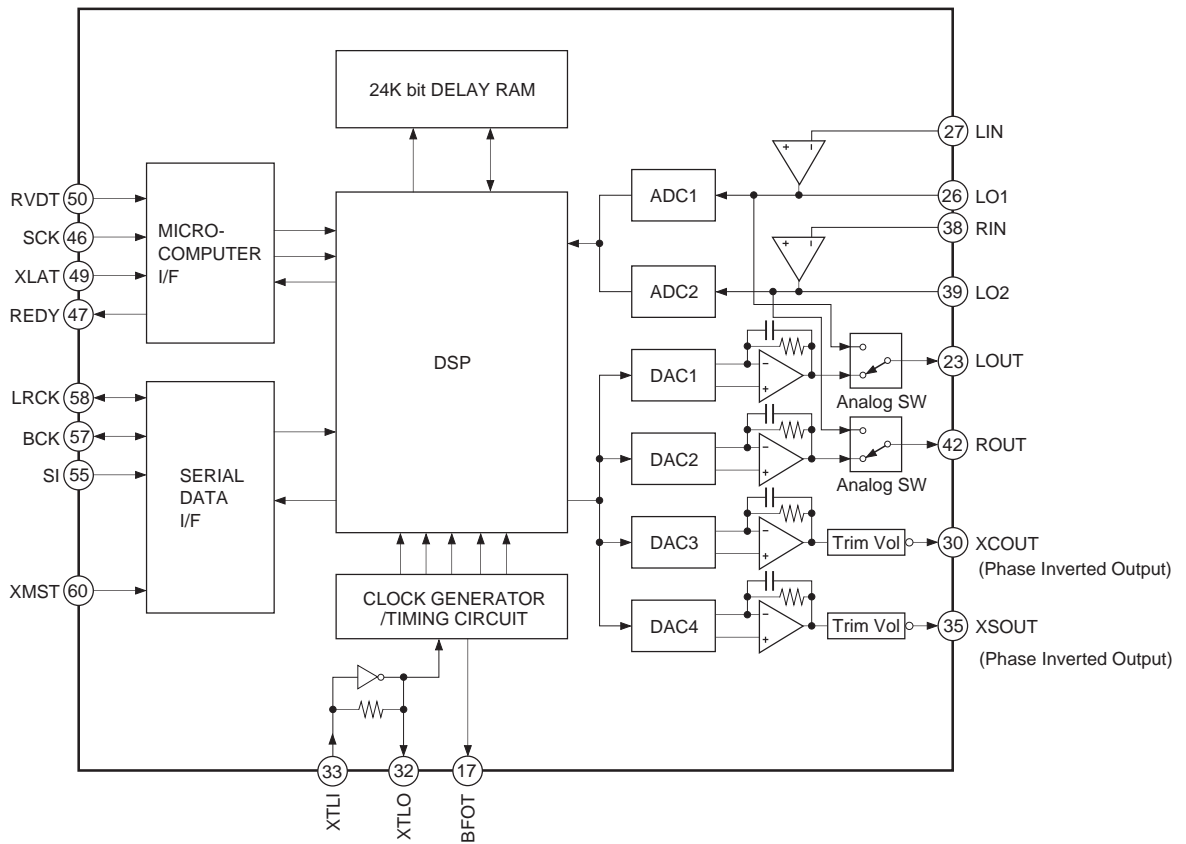 24K bit DELAY RAM
27 LIN
26 LO1
38 RIN
39 LO2
RVDT 50
SCK 46
XLAT 49
REDY 47
MICRO-
COMPUTER
I/F
ADC1
ADC2
+ −
+ −
DSP
LRCK 58
BCK 57
SI 55
XMST 60
SERIAL
DATA
I/F
DAC1
− +
Analog SW
23 LOUT
DAC2
− +
Analog SW
42 ROUT
DAC3
− +
Trim Vol
30 XCOUT
(Phase Inverted Output)
DAC4
− +
Trim Vol
35 XSOUT
(Phase Inverted Output)
CLOCK GENERATOR
/TIMING CIRCUIT
33 XTLI
32 XTLO
17 BFOT